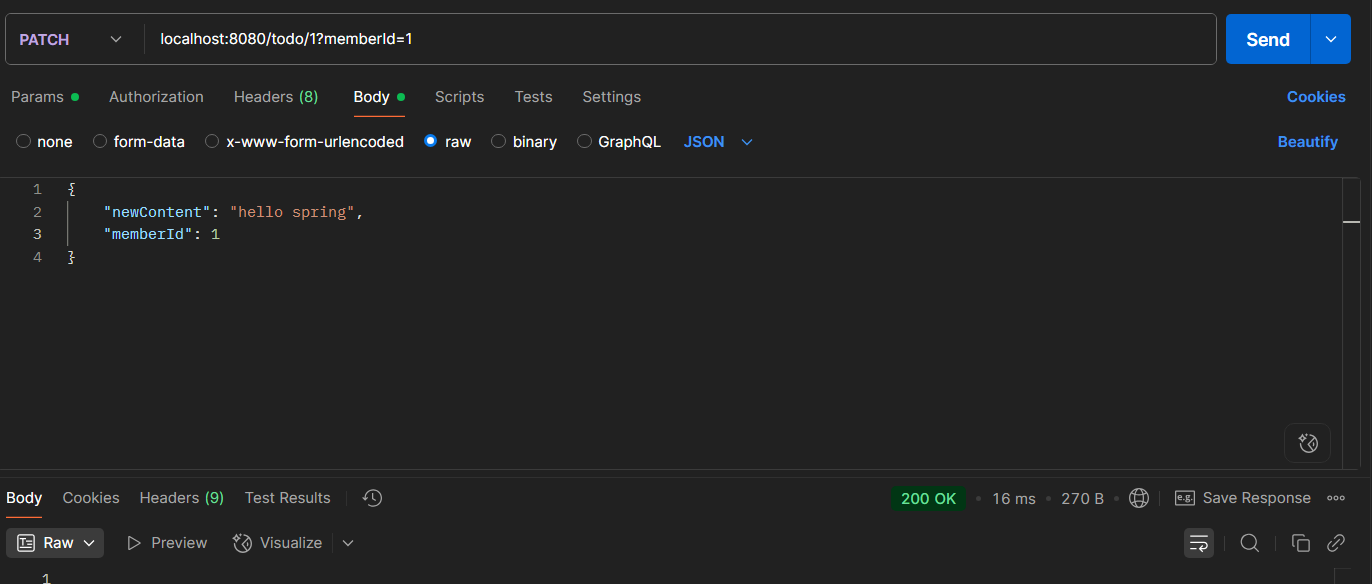 PATCH localhost:8080/todo/1?memberId=1 Send
Params Authorization Headers (8) Body Scripts Tests Settings Cookies
none form-data x-www-form-urlencoded raw binary GraphQL JSON Beautify
1 {
2 "newContent": "hello spring",
3 "memberId": 1
4 }
Body Cookies Headers (9) Test Results 200 OK • 16 ms • 270 B • e.g. Save Response
Raw Preview Visualize
1